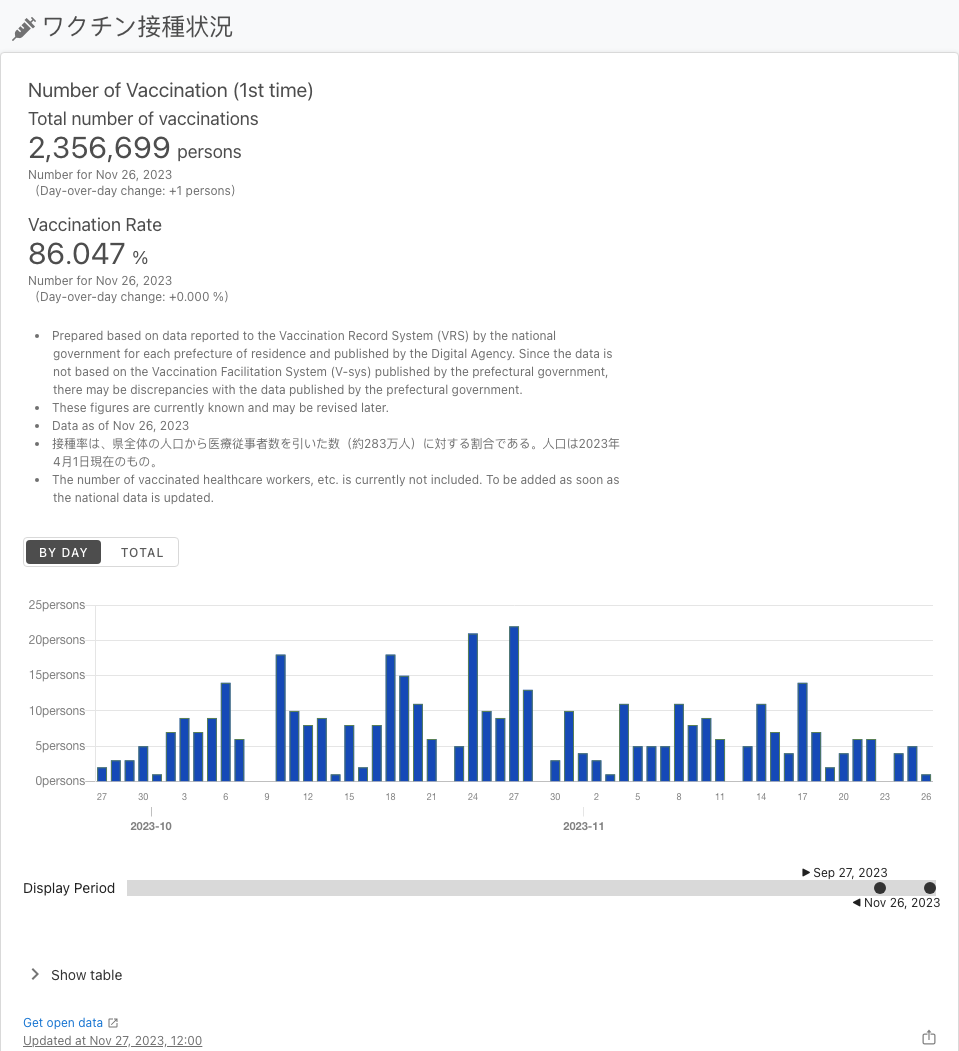 ワクチン接種状況
Number of Vaccination (1st time)
Total number of vaccinations
2,356,699 persons
Number for Nov 26, 2023
（Day-over-day change: +1 persons）
Vaccination Rate
86.047 %
Number for Nov 26, 2023
（Day-over-day change: +0.000 %）
• Prepared based on data reported to the Vaccination Record System (VRS) by the national
government for each prefecture of residence and published by the Digital Agency. Since the data is
not based on the Vaccination Facilitation System (V-sys) published by the prefectural government,
there may be discrepancies with the data published by the prefectural government.
• These figures are currently known and may be revised later.
• Data as of Nov 26, 2023
• 接種率は、県全体の人口から医療従事者数を引いた数（約283万人）に対する割合である。人口は2023年
4月1日現在のもの。
• The number of vaccinated healthcare workers, etc. is currently not included. To be added as soon as
the national data is updated.
BY DAY TOTAL
25persons
20persons
15persons
10persons
5persons
0persons
27 30 3 6 9 12 15 18 21 24 27 30 2 5 8 11 14 17 20 23 26
2023-10 2023-11
Sep 27, 2023
Display Period
Nov 26, 2023
Show table
Get open data
Updated at Nov 27, 2023, 12:00